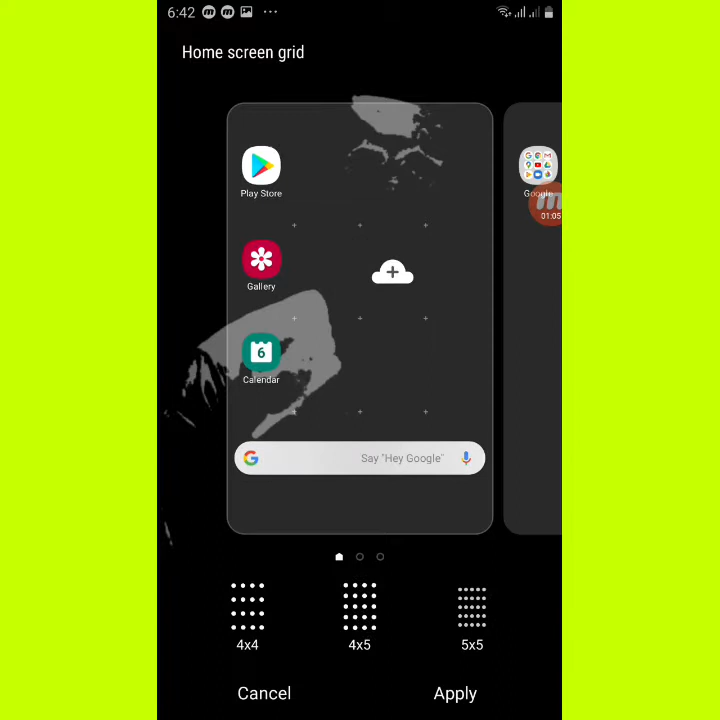 6:42
Home screen grid
Play Store
Google
01:05
Gallery
6
Calendar
Say "Hey Google"
4x4
4x5
5x5
Cancel
Apply